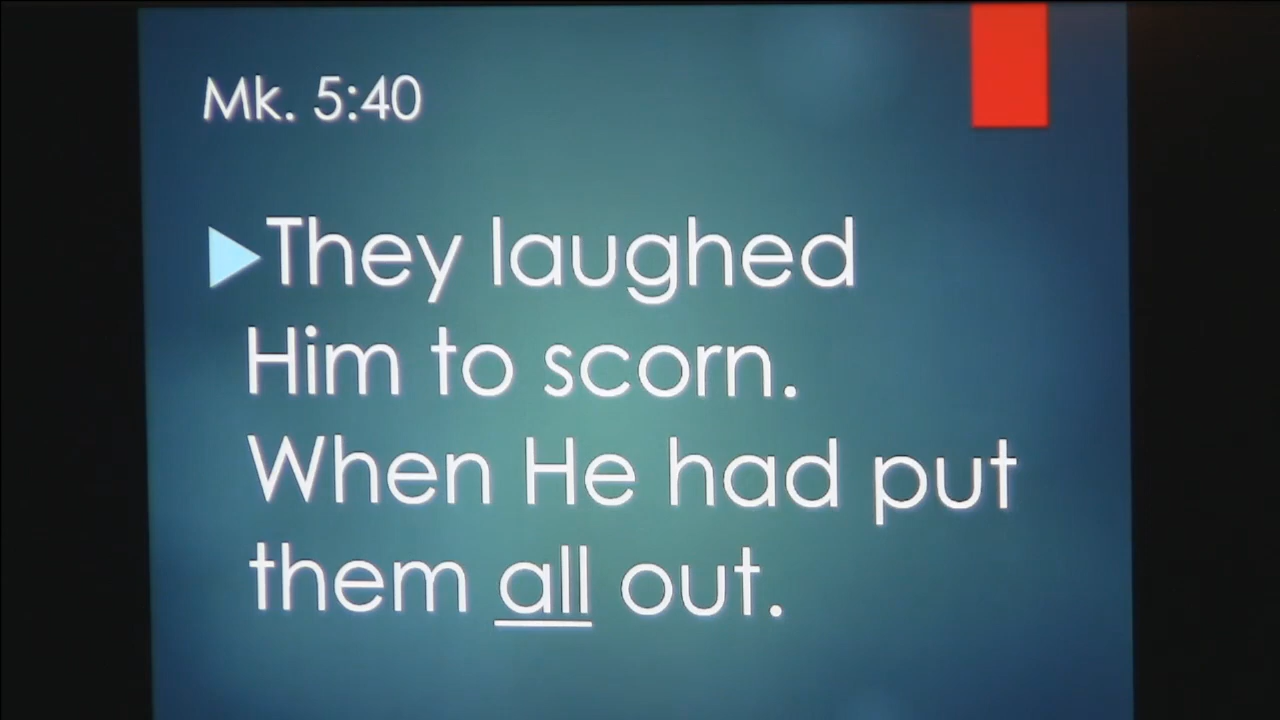 Mk. 5:40
They laughed
Him to scorn.
When He had put
them all out.